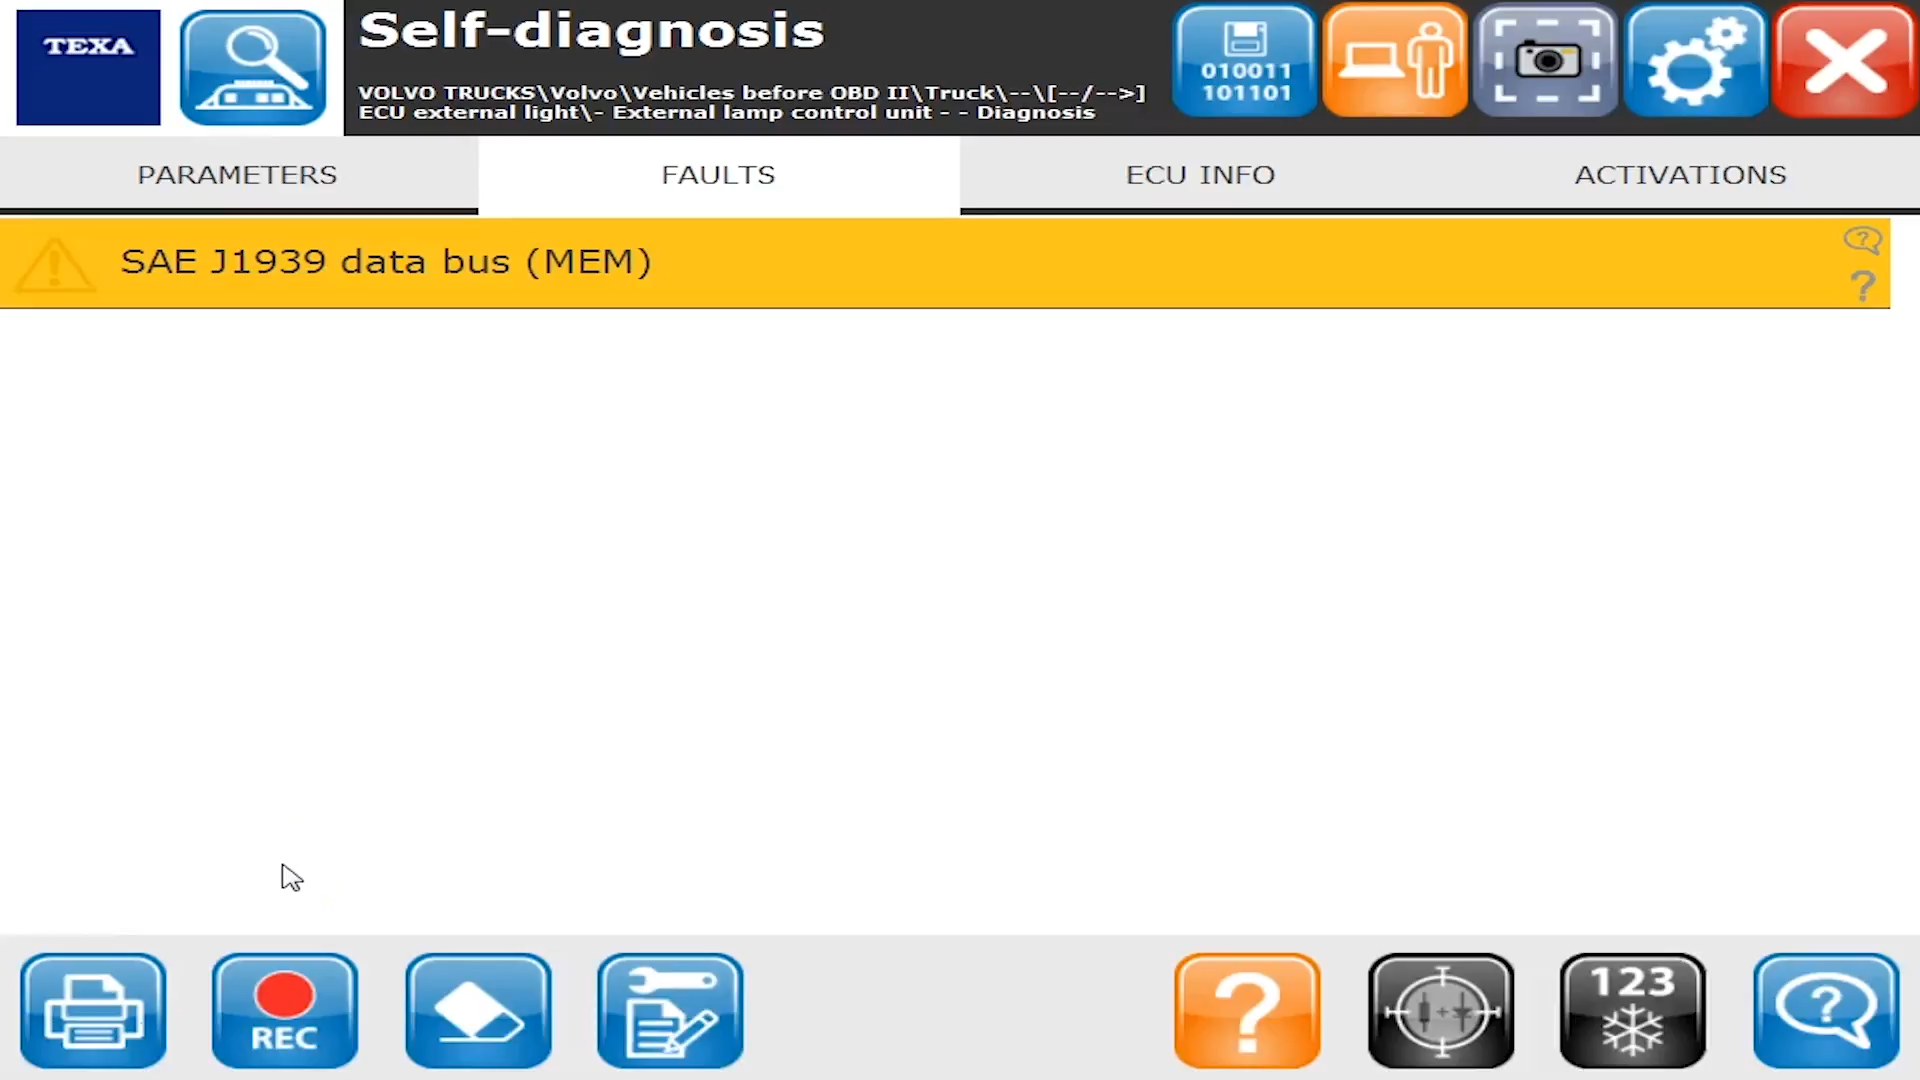 TEXA
Self-diagnosis
VOLVO TRUCKS\Volvo\Vehicles before OBD II\Truck\--\[--/-->]
ECU external light\- External lamp control unit - - Diagnosis
010011
101101
PARAMETERS
FAULTS
ECU INFO
ACTIVATIONS
SAE J1939 data bus (MEM)
?
?
REC
?
123
?